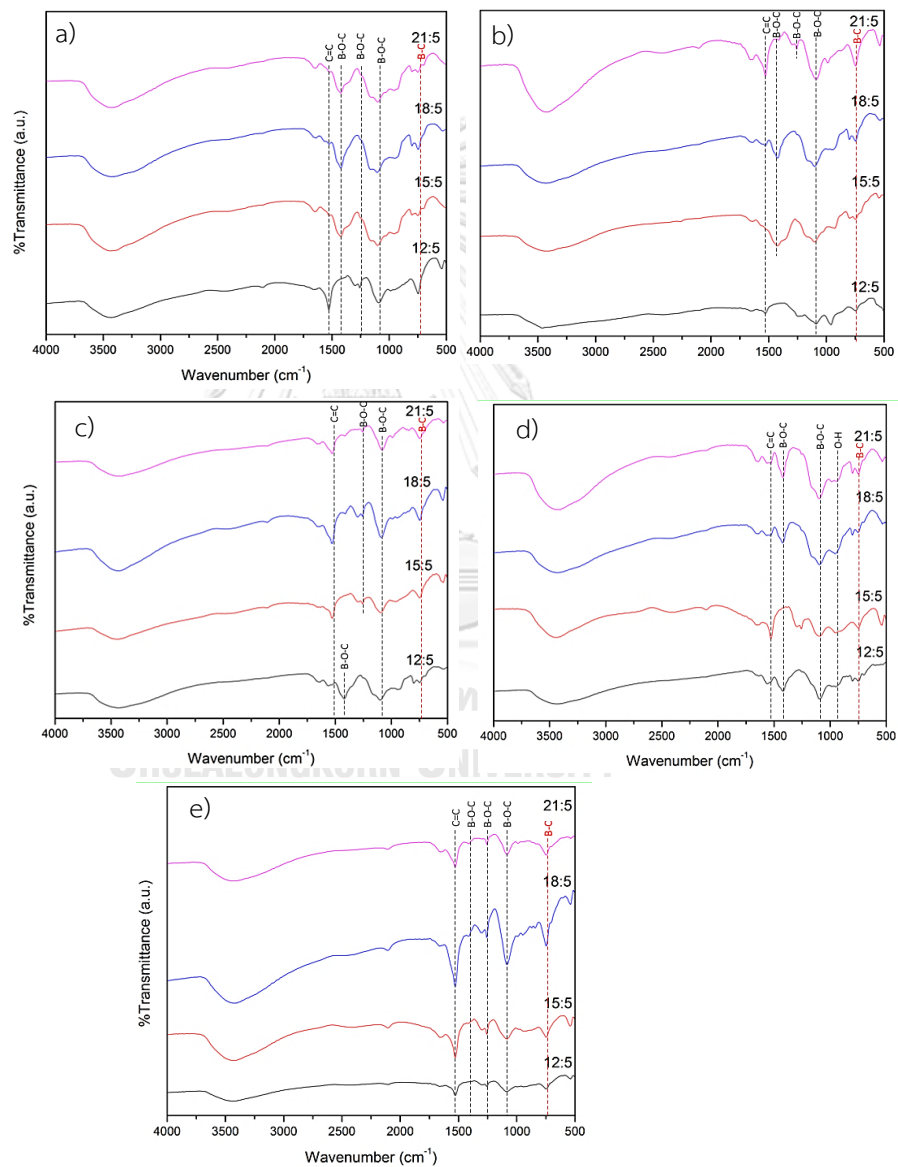 a)
C=C
B-O-C
B-O-C
B-O-C
B-C
21:5
18:5
15:5
12:5
%Transmittance (a.u.)
4000 3500 3000 2500 2000 1500 1000 500
Wavenumber (cm-1)
b)
C=C
B-O-C
B-O-C
B-O-C
B-C
21:5
18:5
15:5
12:5
4000 3500 3000 2500 2000 1500 1000 500
Wavenumber (cm-1)
c)
C=C
B-O-C
B-O-C
B-C
21:5
18:5
15:5
B-O-C
12:5
%Transmittance (a.u.)
4000 3500 3000 2500 2000 1500 1000 500
Wavenumber (cm-1)
d)
C=C
B-O-C
B-O-C
O-H
B-C
21:5
18:5
15:5
12:5
4000 3500 3000 2500 2000 1500 1000 500
Wavenumber (cm-1)
CHULALONGKORN UNIVERSITY
e)
C=C
B-O-C
B-O-C
B-O-C
B-C
21:5
18:5
15:5
12:5
%Transmittance (a.u.)
4000 3500 3000 2500 2000 1500 1000 500
Wavenumber (cm-1)